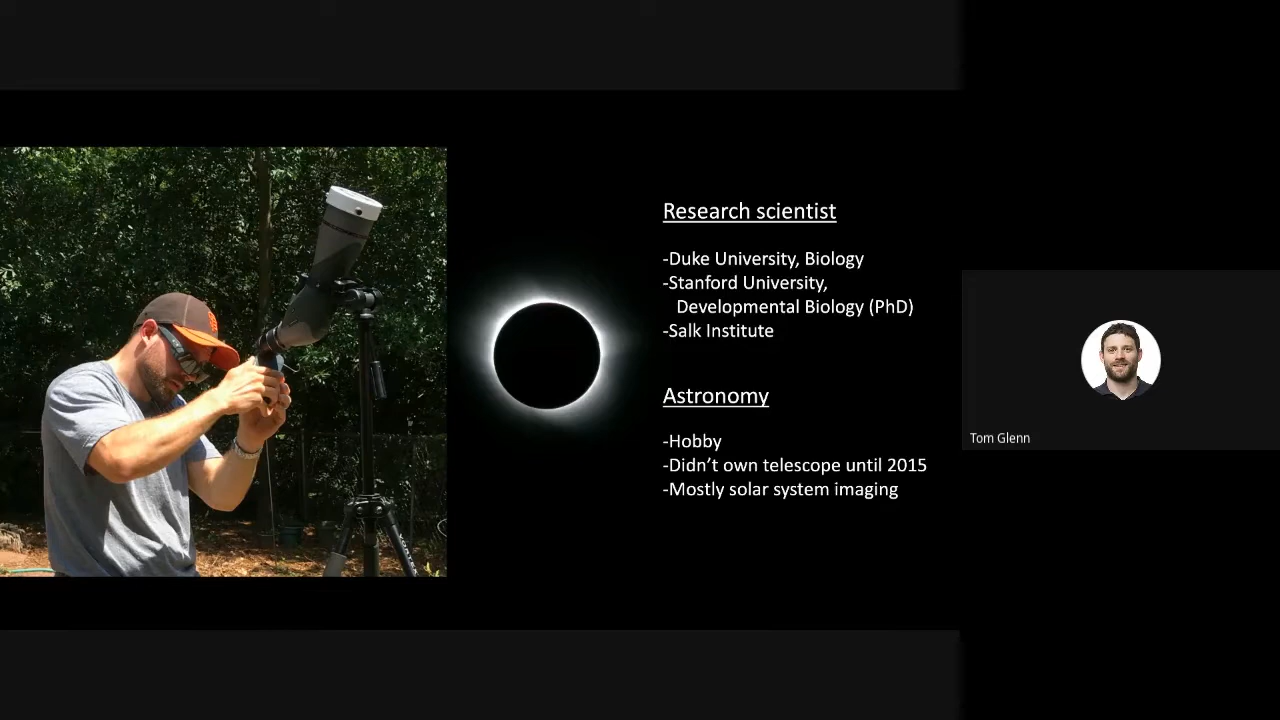 Research scientist
-Duke University, Biology
-Stanford University,
Developmental Biology (PhD)
-Salk Institute
Astronomy
-Hobby
-Didn't own telescope until 2015
-Mostly solar system imaging
Tom Glenn